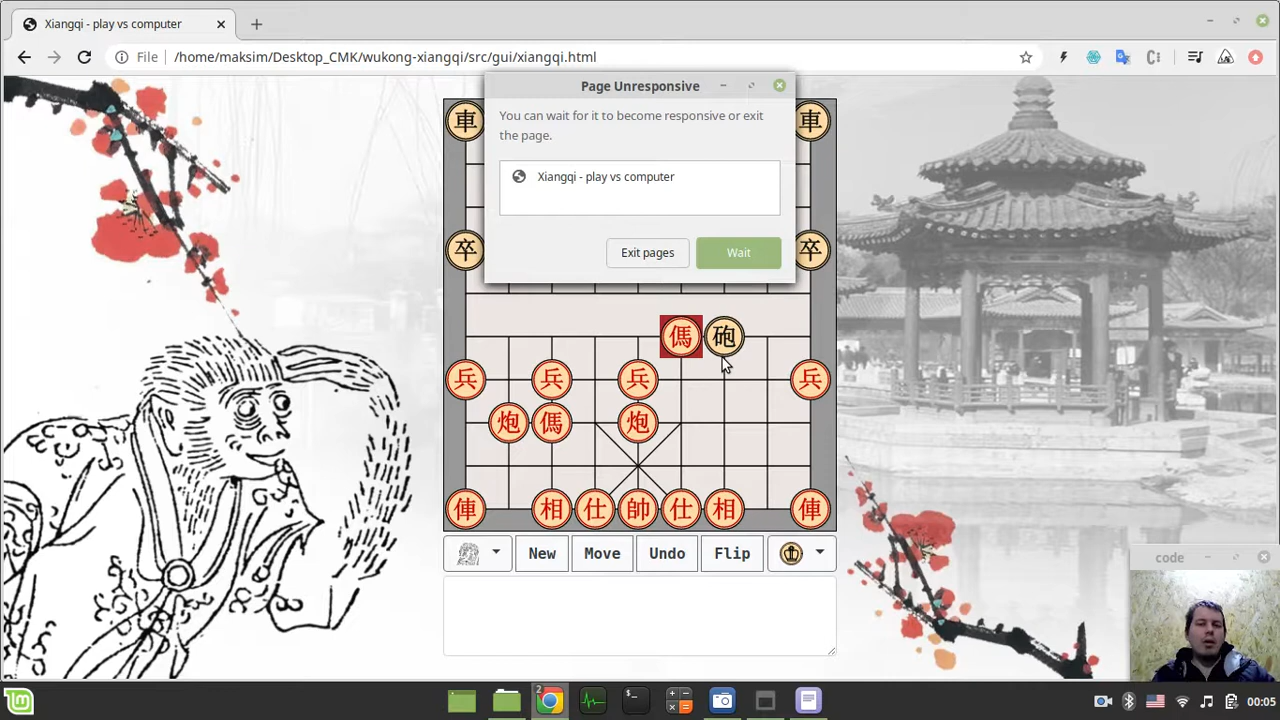 Xiangqi - play vs computer
File
/home/maksim/Desktop_CMK/wukong-xiangqi/src/gui/xiangqi.html
Page Unresponsive
You can wait for it to become responsive or exit
the page.
Xiangqi - play vs computer
Exit pages
Wait
車 車
卒 卒
傌 砲
兵 兵 兵 兵
炮 傌 炮
俥 相 仕 帥 仕 相 俥
New
Move
Undo
Flip
code
00:05